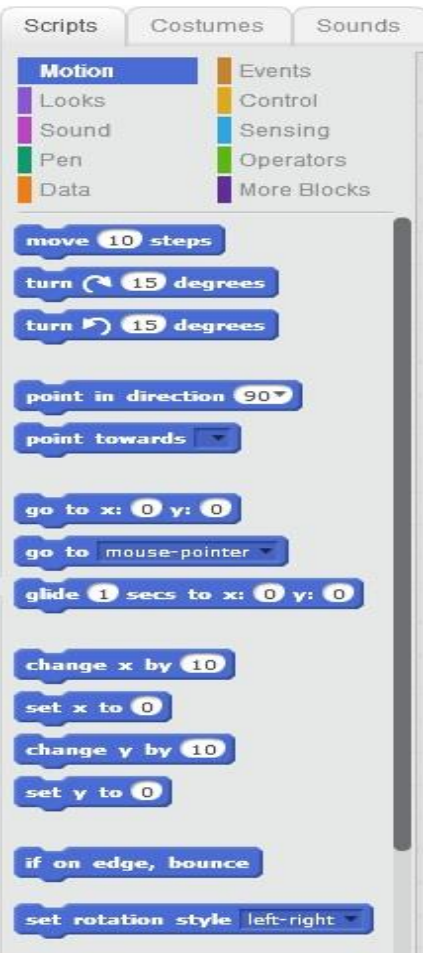 Scripts Costumes Sounds
Motion Events
Looks Control
Sound Sensing
Pen Operators
Data More Blocks
move 10 steps
turn 15 degrees
turn 15 degrees
point in direction 90
point towards
go to x: 0 y: 0
go to mouse-pointer
glide 1 secs to x: 0 y: 0
change x by 10
set x to 0
change y by 10
set y to 0
if on edge, bounce
set rotation style left-right